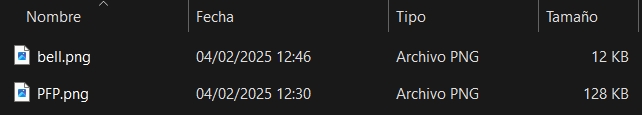 Nombre Fecha Tipo Tamaño
bell.png 04/02/2025 12:46 Archivo PNG 12 KB
PFP.png 04/02/2025 12:30 Archivo PNG 128 KB